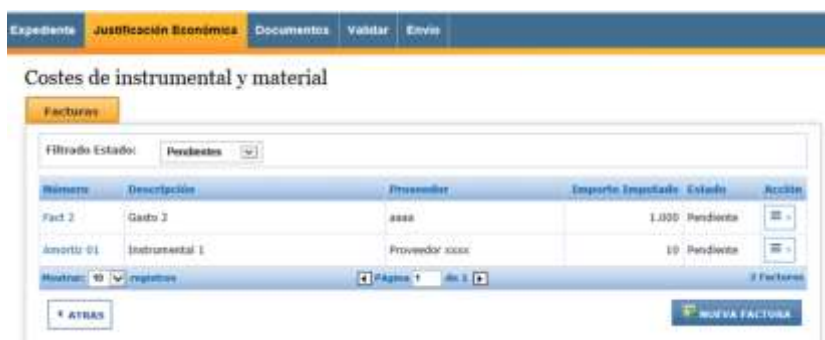 Expediente Justificación Económica Documentos Validar Envío
Costes de instrumental y material
Facturas
Filtrado Estado: Pendientes
Número Descripción Proveedor Importe Imputado Estado Acción
Fact 2 Gasto 2 aaaa 1.000 Pendiente
Amortiz 01 Instrumental 1 Proveedor xxxx 10 Pendiente
Mostrar: 10 registros Página 1 de 1 2 Facturas
ATRAS NUEVA FACTURA